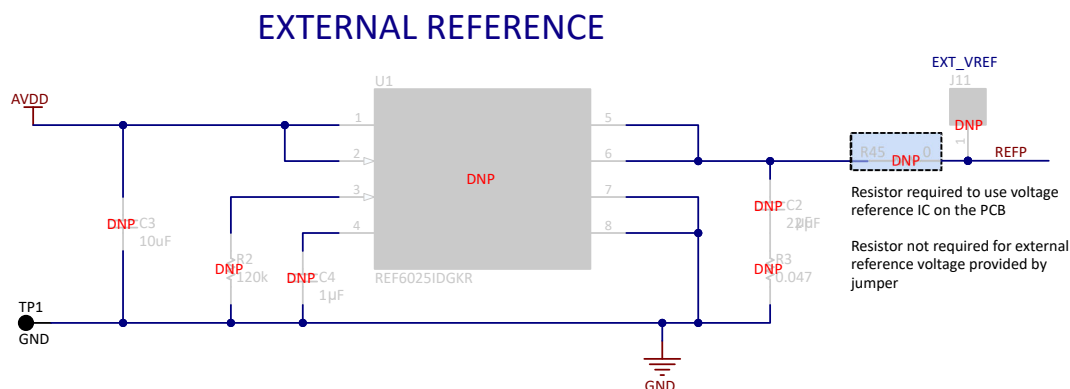 EXTERNAL REFERENCE
EXT_VREF
J11
DNP
1
U1
AVDD
1
2
3
4
5
6
7
8
DNP
REF6025IDGKR
R45
DNP
0
REFP
Resistor required to use voltage
reference IC on the PCB
Resistor not required for external
reference voltage provided by
jumper
DNP
C3
10uF
DNP
R2
120k
DNP
C4
1µF
DNP
C2
DNP
R3
0.047
TP1
GND
GND